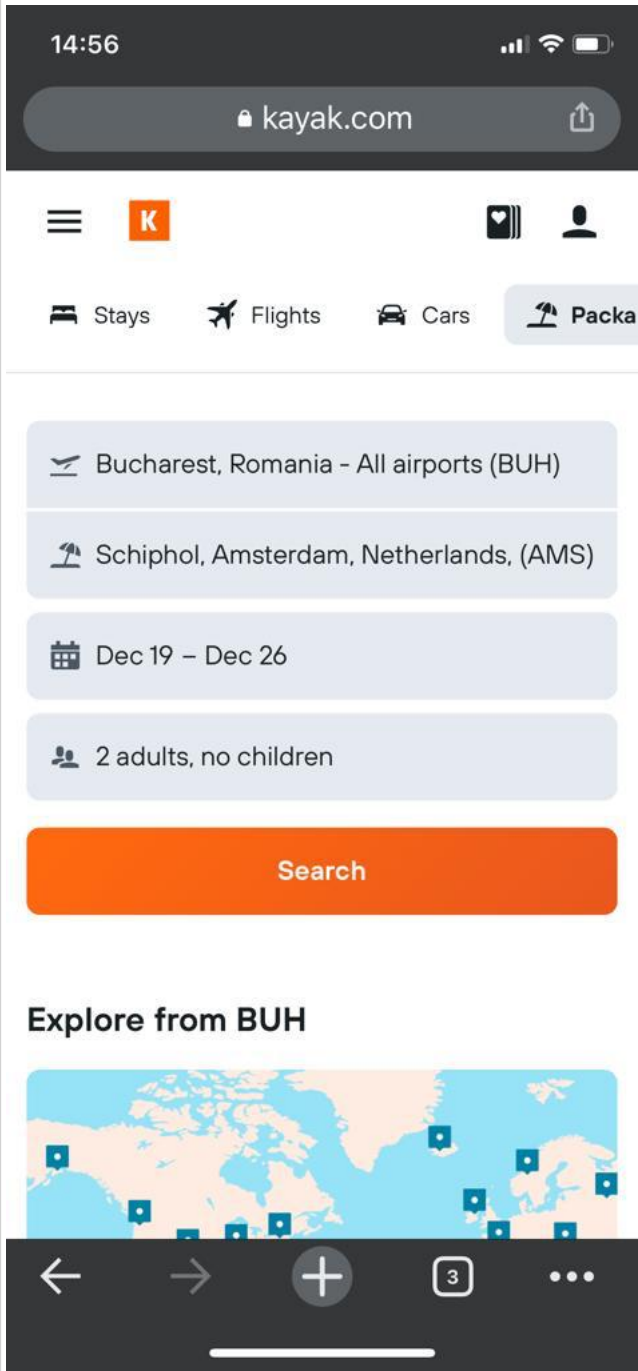 14:56
kayak.com
K
Stays Flights Cars Packa
Bucharest, Romania - All airports (BUH)
Schiphol, Amsterdam, Netherlands, (AMS)
Dec 19 – Dec 26
2 adults, no children
Search
Explore from BUH
3